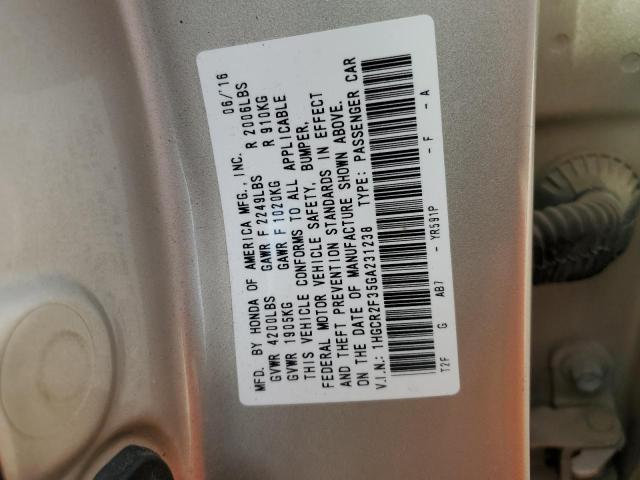 MFD. BY HONDA OF AMERICA MFG., INC. 06/'16
GVWR 4200LBS GAWR F 2249LBS R 2006LBS
GVWR 1905KG GAWR F 1020KG R 910KG
THIS VEHICLE CONFORMS TO ALL APPLICABLE
FEDERAL MOTOR VEHICLE SAFETY, BUMPER,
AND THEFT PREVENTION STANDARDS IN EFFECT
ON THE DATE OF MANUFACTURE SHOWN ABOVE.
V.I.N.: 1HGCR2F35GA231238 TYPE: PASSENGER CAR
T2F G AB7 - YR591P - F - A